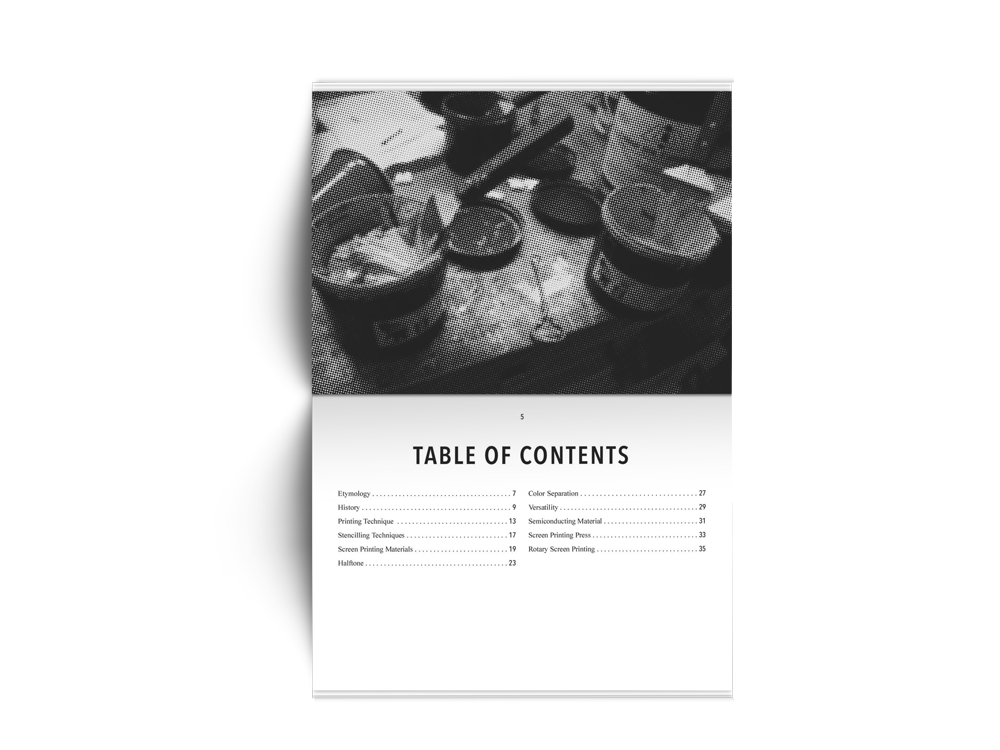 5
TABLE OF CONTENTS
Etymology . . . . . . . . . . . . . . . . . . . . . . . . . . . . . . . . . . . . 7
History . . . . . . . . . . . . . . . . . . . . . . . . . . . . . . . . . . . . . . . 9
Printing Technique . . . . . . . . . . . . . . . . . . . . . . . . . . . . . 13
Stencilling Techniques . . . . . . . . . . . . . . . . . . . . . . . . . . . 17
Screen Printing Materials . . . . . . . . . . . . . . . . . . . . . . . . 19
Halftone . . . . . . . . . . . . . . . . . . . . . . . . . . . . . . . . . . . . . 23
Color Separation . . . . . . . . . . . . . . . . . . . . . . . . . . . . . . 27
Versatility . . . . . . . . . . . . . . . . . . . . . . . . . . . . . . . . . . . . 29
Semiconducting Material . . . . . . . . . . . . . . . . . . . . . . . . 31
Screen Printing Press . . . . . . . . . . . . . . . . . . . . . . . . . . . 33
Rotary Screen Printing . . . . . . . . . . . . . . . . . . . . . . . . . . 35